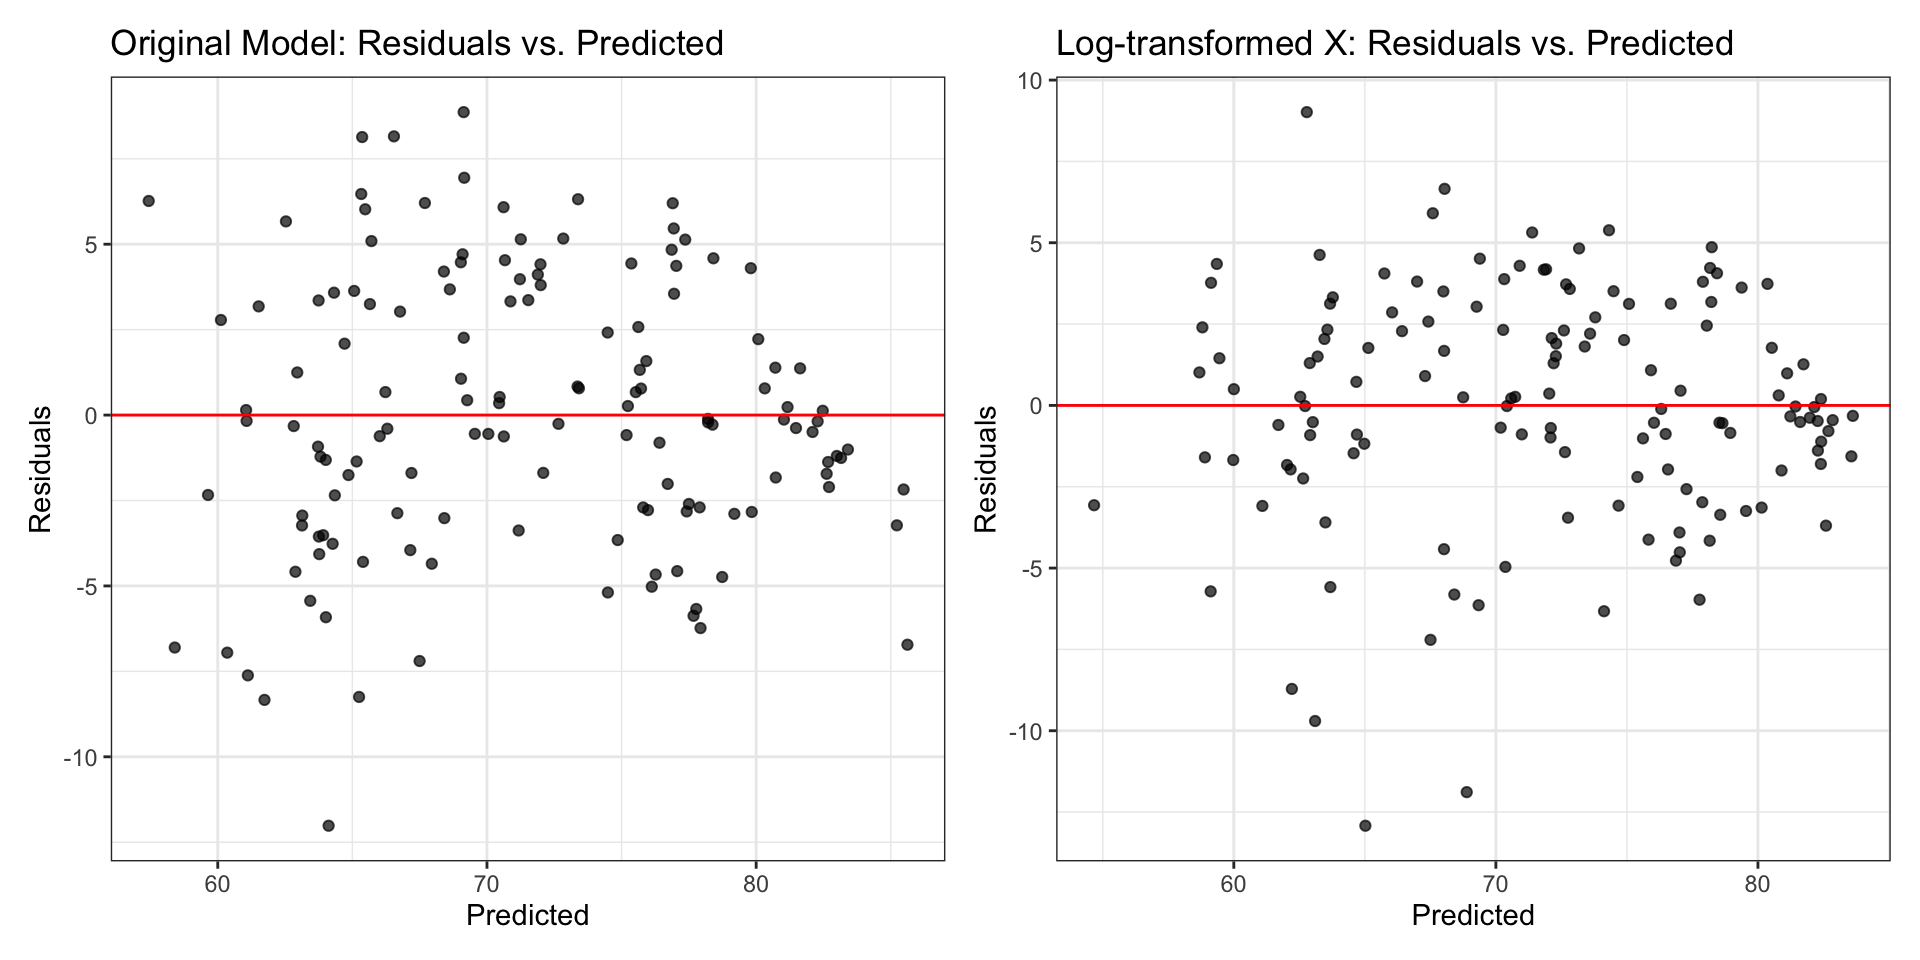 Original Model: Residuals vs. Predicted
5
0
-5
-10
Residuals
60 70 80
Predicted
Log-transformed X: Residuals vs. Predicted
10
5
0
-5
-10
Residuals
60 70 80
Predicted